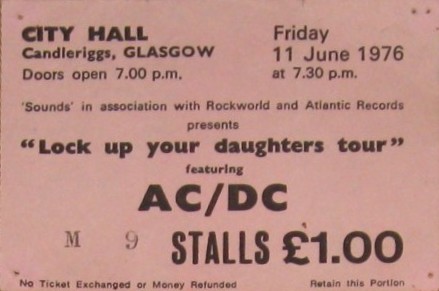 CITY HALL Friday
Candleriggs, GLASGOW 11 June 1976
Doors open 7.00 p.m. at 7.30 p.m.
'Sounds' in association with Rockworld and Atlantic Records
presents
“Lock up your daughters tour”
featuring
AC/DC
M 9 STALLS £1.00
No Ticket Exchanged or Money Refunded Retain this Portion